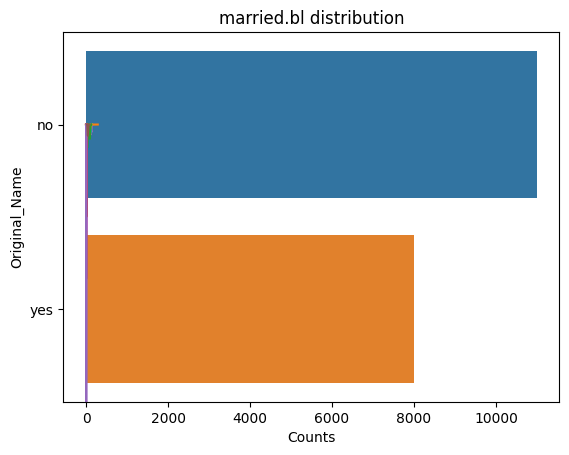 married.bl distribution
Original_Name
no
yes
0 2000 4000 6000 8000 10000
Counts